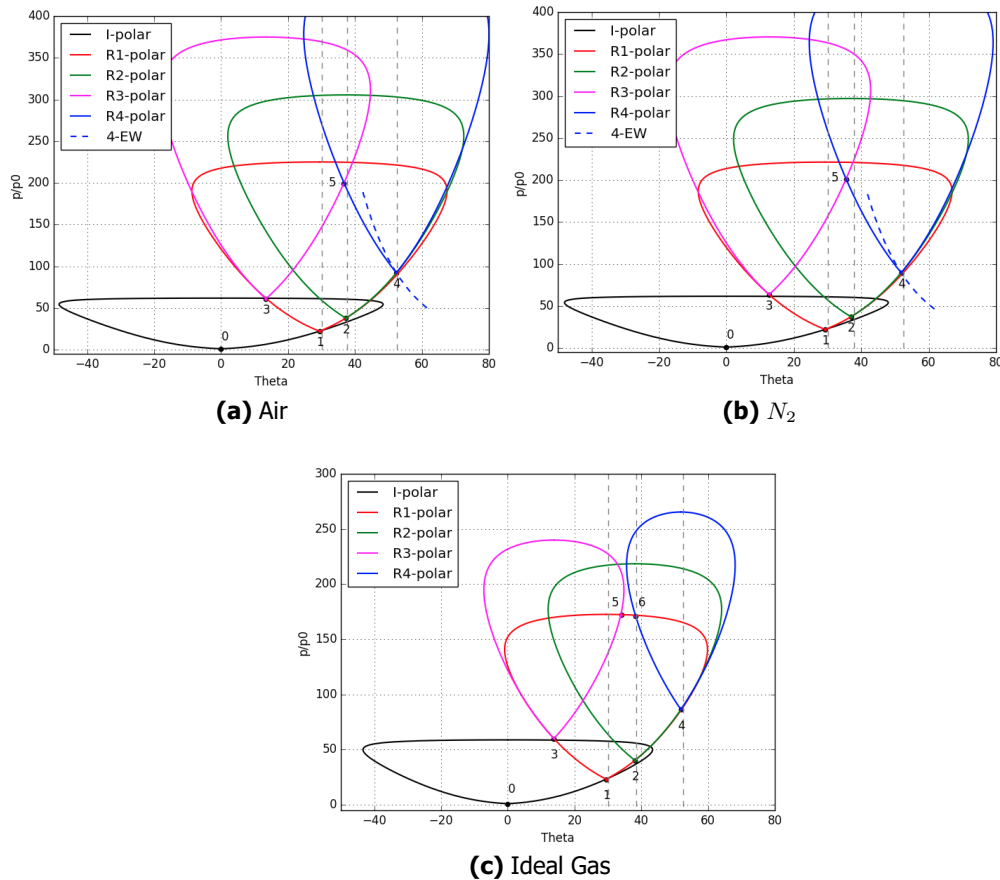 400
350
300
250
200
150
100
50
0
p/p0
I-polar
R1-polar
R2-polar
R3-polar
R4-polar
4-EW
0
1
2
3
4
5
−40 −20 0 20 40 60 80
Theta
(a) Air
400
350
300
250
200
150
100
50
0
p/p0
I-polar
R1-polar
R2-polar
R3-polar
R4-polar
4-EW
0
1
2
3
4
5
−40 −20 0 20 40 60 80
Theta
(b) N₂
300
250
200
150
100
50
0
p/p0
I-polar
R1-polar
R2-polar
R3-polar
R4-polar
5 6
4
3
2
0
1
−40 −20 0 20 40 60 80
Theta
(c) Ideal Gas